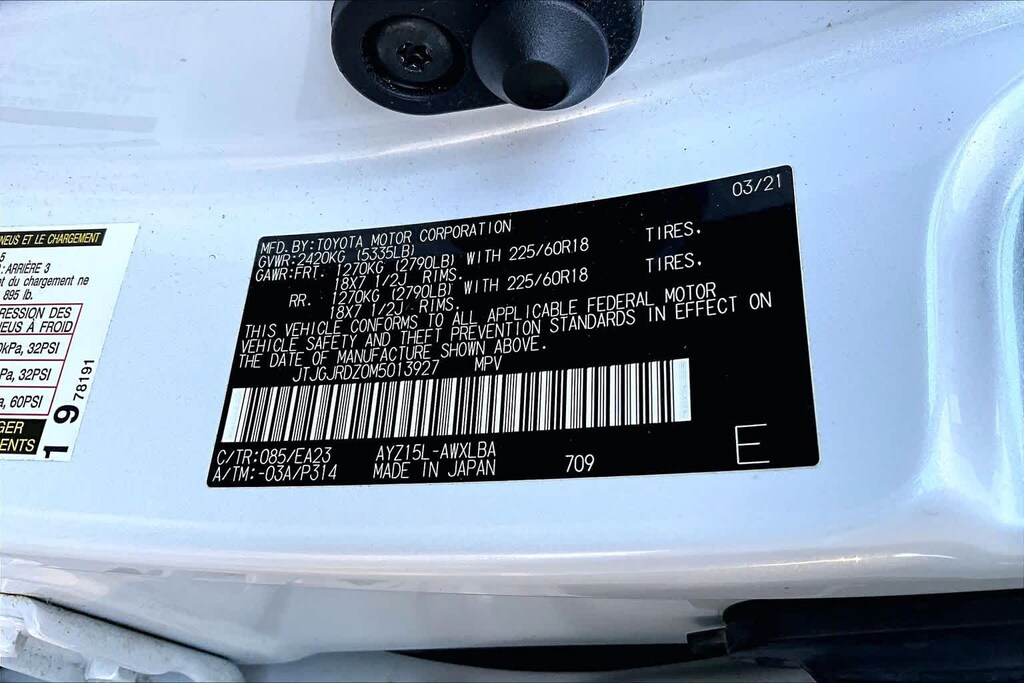 03/21
MFD.BY:TOYOTA MOTOR CORPORATION
GVWR:2420KG (5335LB)
GAWR:FRT. 1270KG (2790LB) WITH 225/60R18 TIRES.
18X7 1/2J RIMS.
RR. 1270KG (2790LB) WITH 225/60R18 TIRES.
18X7 1/2J RIMS.
THIS VEHICLE CONFORMS TO ALL APPLICABLE FEDERAL MOTOR
VEHICLE SAFETY AND THEFT PREVENTION STANDARDS IN EFFECT ON
THE DATE OF MANUFACTURE SHOWN ABOVE.
JTJGJRDZ0M5013927 MPV
C/TR:085/EA23 AYZ15L-AWXLBA
A/TM:-03A/P314 MADE IN JAPAN 709 E
NEUS ET LE CHARGEMENT
5
: ARRIÈRE 3
t du chargement ne
895 lb.
RESSION DES
NEUS À FROID
0kPa, 32PSI
Pa, 32PSI
a, 60PSI
GER
ENTS
19 78191